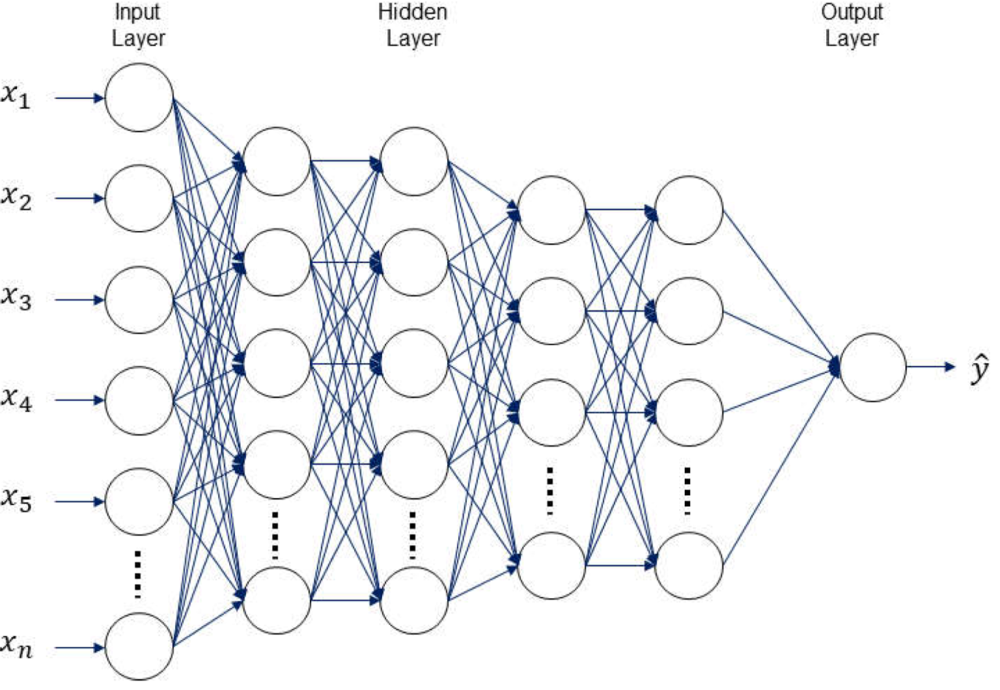 Input
Layer
Hidden
Layer
Output
Layer
x₁
x₂
x₃
x₄
x₅
xₙ
ŷ